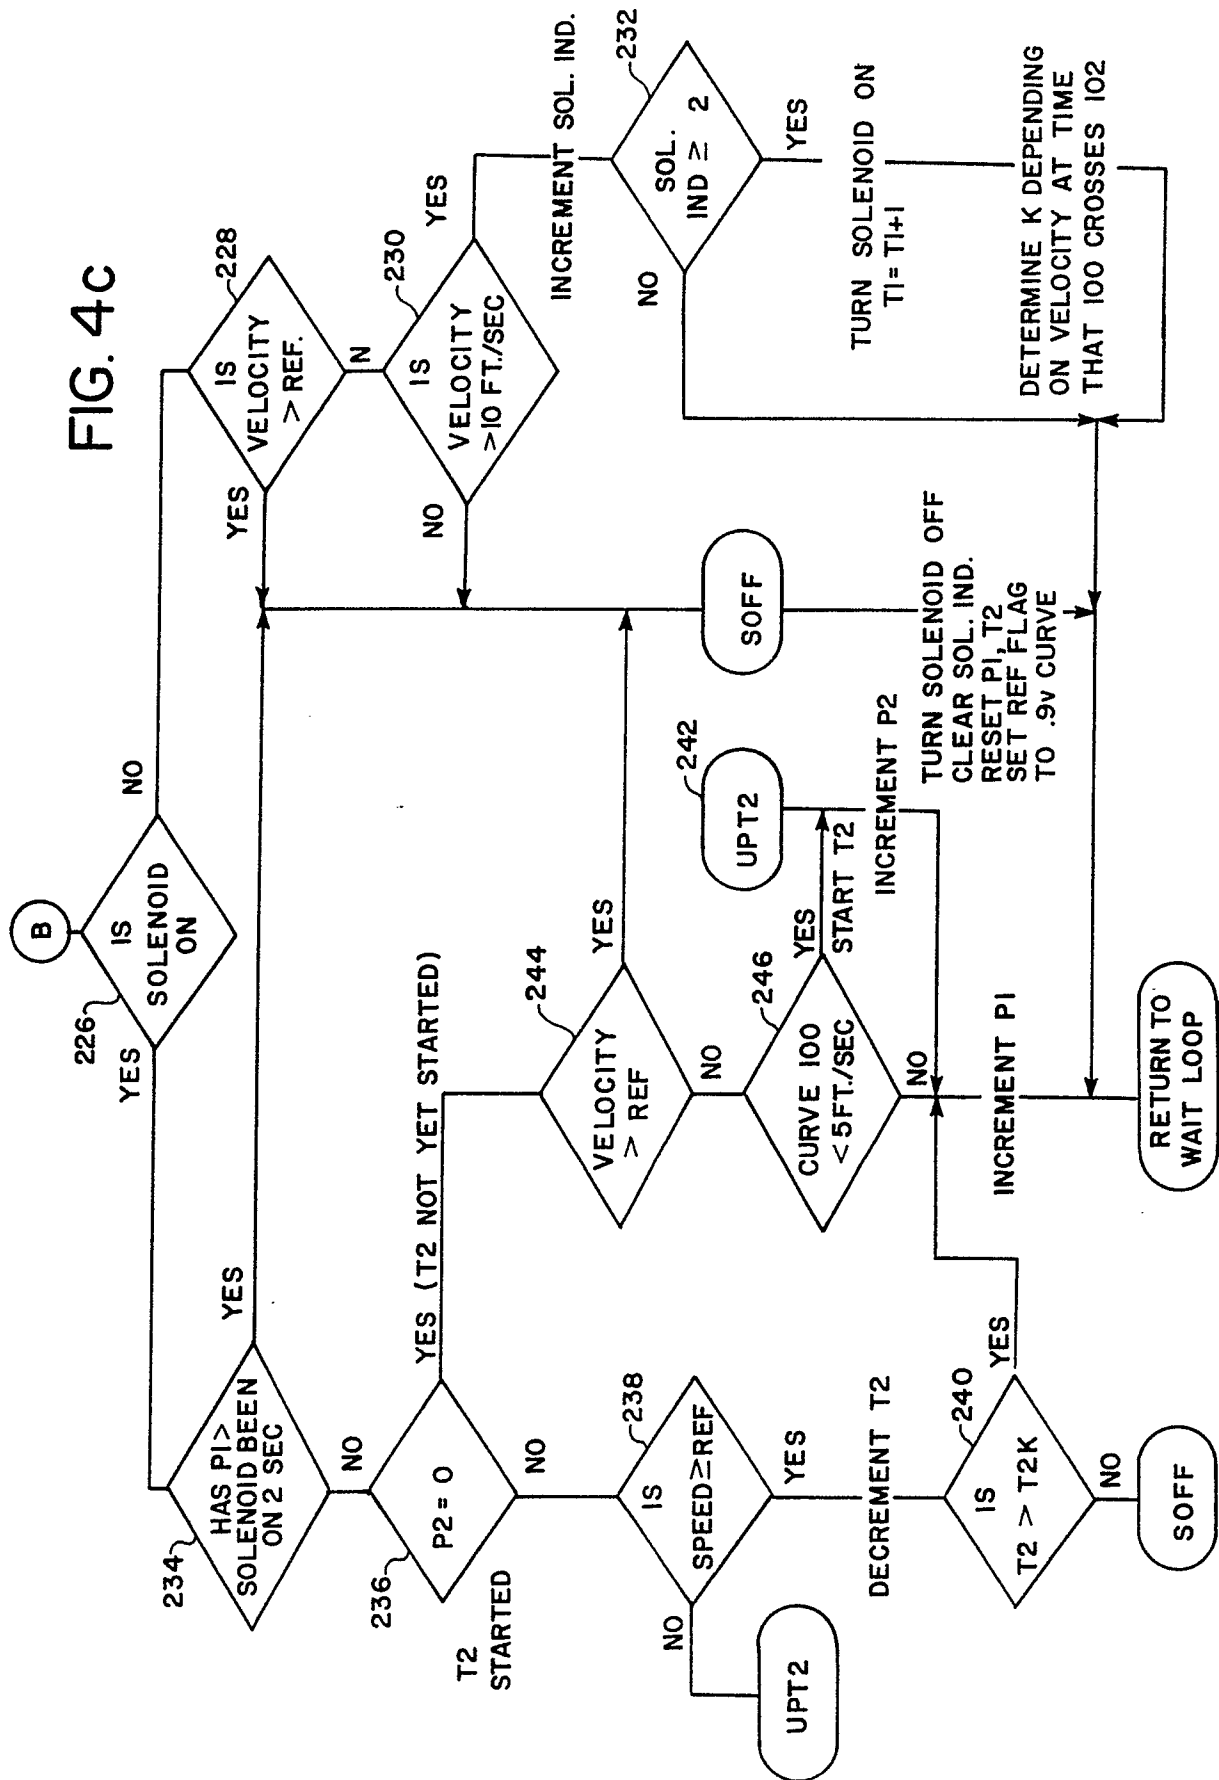 FIG. 4c
B
IS
SOLENOID
ON
226
YES
NO
IS
VELOCITY
> REF.
228
YES
N
IS
VELOCITY
>10 FT./SEC
230
NO
YES
INCREMENT SOL. IND.
SOL.
IND ≥ 2
232
NO
YES
TURN SOLENOID ON
T1= T1+1
DETERMINE K DEPENDING
ON VELOCITY AT TIME
THAT 100 CROSSES 102
HAS P1>
SOLENOID BEEN
ON 2 SEC
234
YES
NO
P2 = 0
236
YES (T2 NOT YET STARTED)
NO
T2
STARTED
IS
SPEED≥REF
238
NO
YES
UPT2
DECREMENT T2
IS
T2 > T2K
240
YES
NO
SOFF
VELOCITY
> REF
244
YES
NO
CURVE 100
< 5FT./SEC
246
YES
START T2
NO
UPT2
242
INCREMENT P2
INCREMENT P1
SOFF
TURN SOLENOID OFF
CLEAR SOL. IND.
RESET P1, T2
SET REF FLAG
TO .9v CURVE
RETURN TO
WAIT LOOP